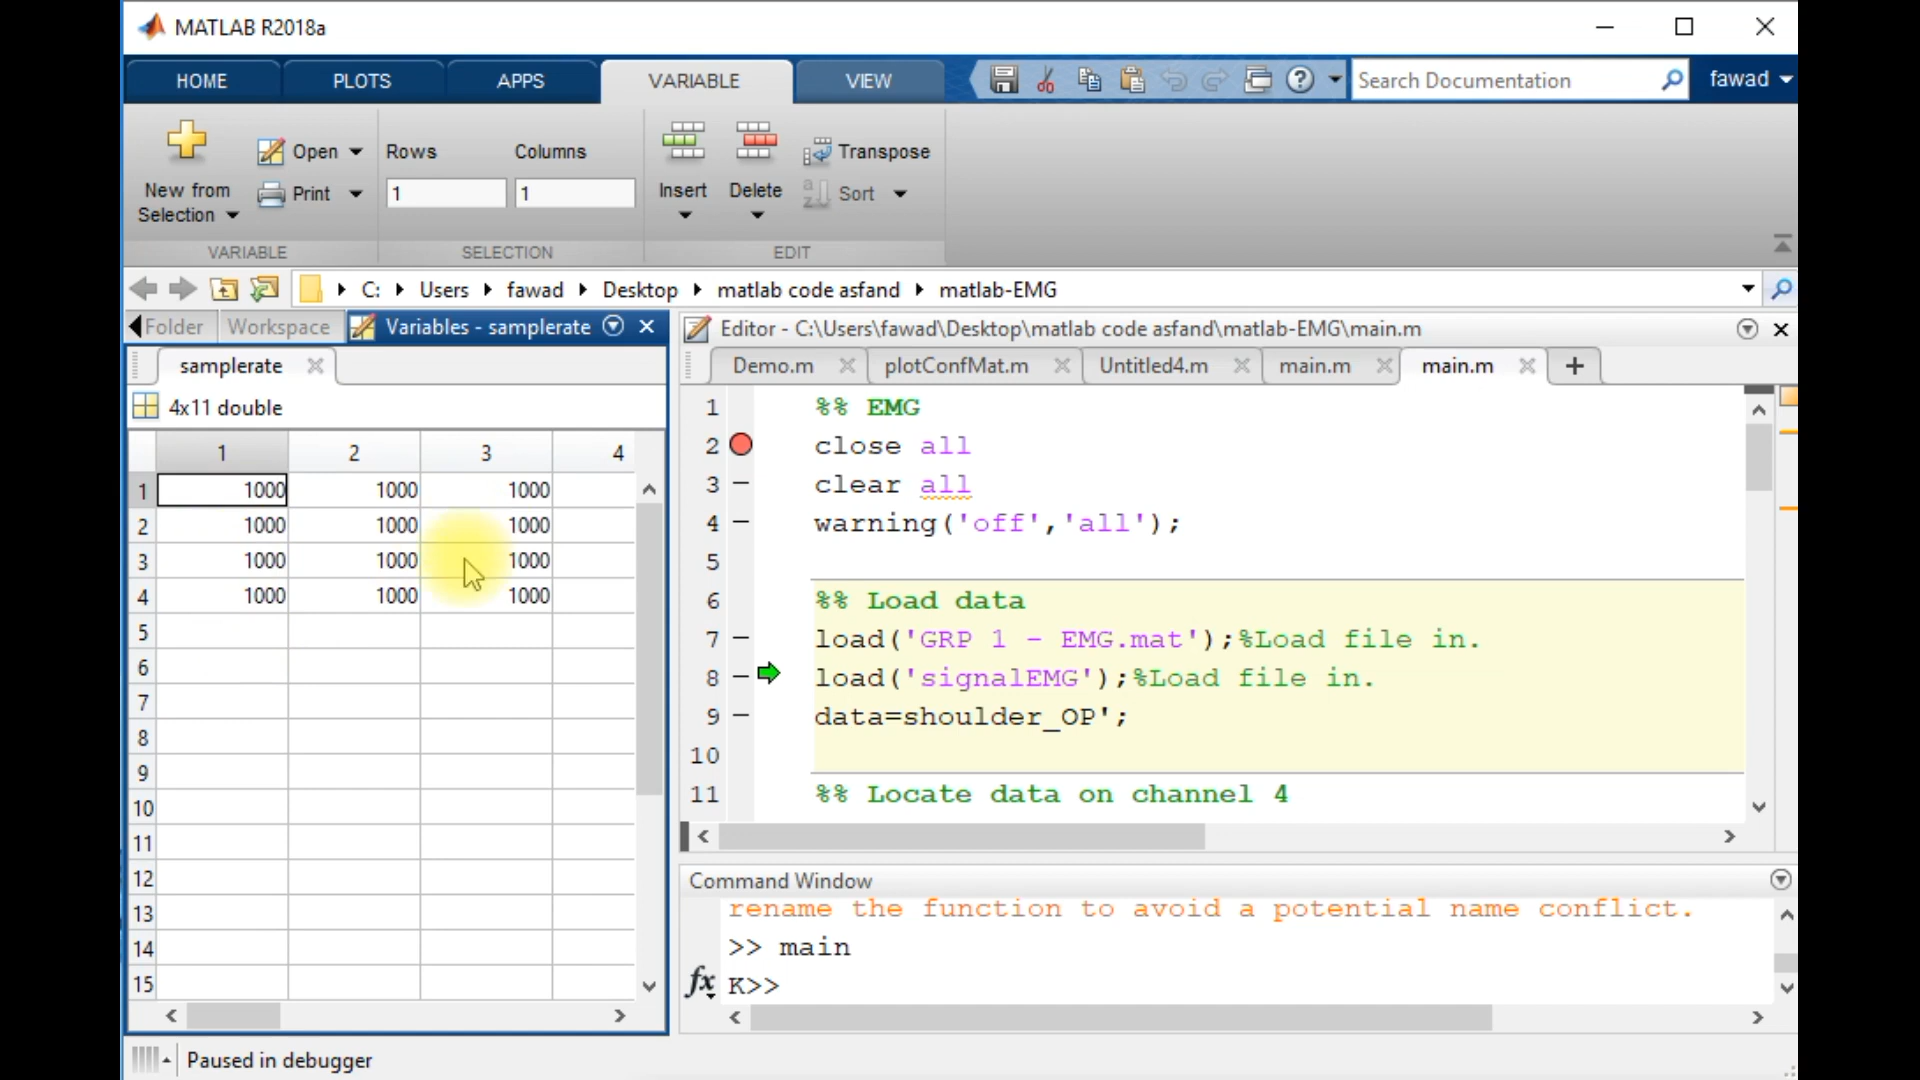 MATLAB R2018a
HOME PLOTS APPS VARIABLE VIEW Search Documentation fawad
New from Selection Open Print Rows Columns Insert Delete Transpose Sort
1 1
VARIABLE SELECTION EDIT
C: Users fawad Desktop matlab code asfand matlab-EMG
Folder Workspace Variables - samplerate
samplerate
4x11 double
1 2 3 4
1 1000 1000 1000
2 1000 1000 1000
3 1000 1000 1000
4 1000 1000 1000
5
6
7
8
9
10
11
12
13
14
15
Editor - C:\Users\fawad\Desktop\matlab code asfand\matlab-EMG\main.m
Demo.m plotConfMat.m Untitled4.m main.m main.m +
1 %% EMG
2 close all
3 clear all
4 warning('off','all');
5
6 %% Load data
7 load('GRP 1 - EMG.mat');%Load file in.
8 load('signalEMG');%Load file in.
9 data=shoulder_OP';
10
11 %% Locate data on channel 4
Command Window
rename the function to avoid a potential name conflict.
>> main
fx K>>
Paused in debugger